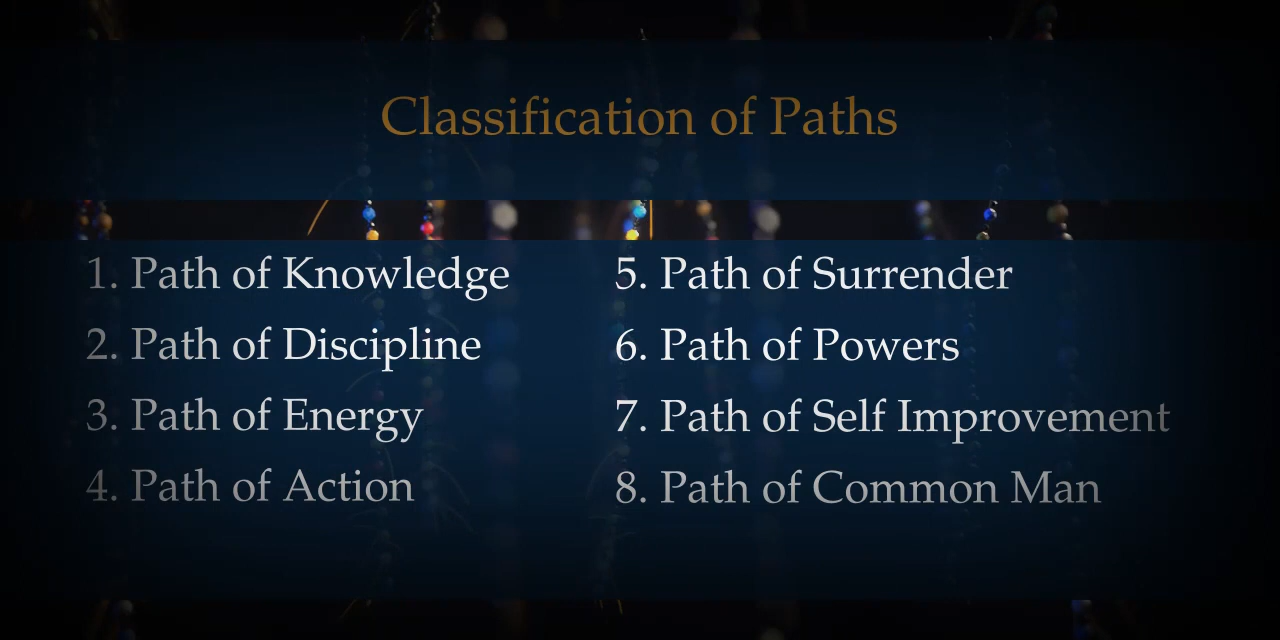 Classification of Paths
1. Path of Knowledge
2. Path of Discipline
3. Path of Energy
4. Path of Action
5. Path of Surrender
6. Path of Powers
7. Path of Self Improvement
8. Path of Common Man